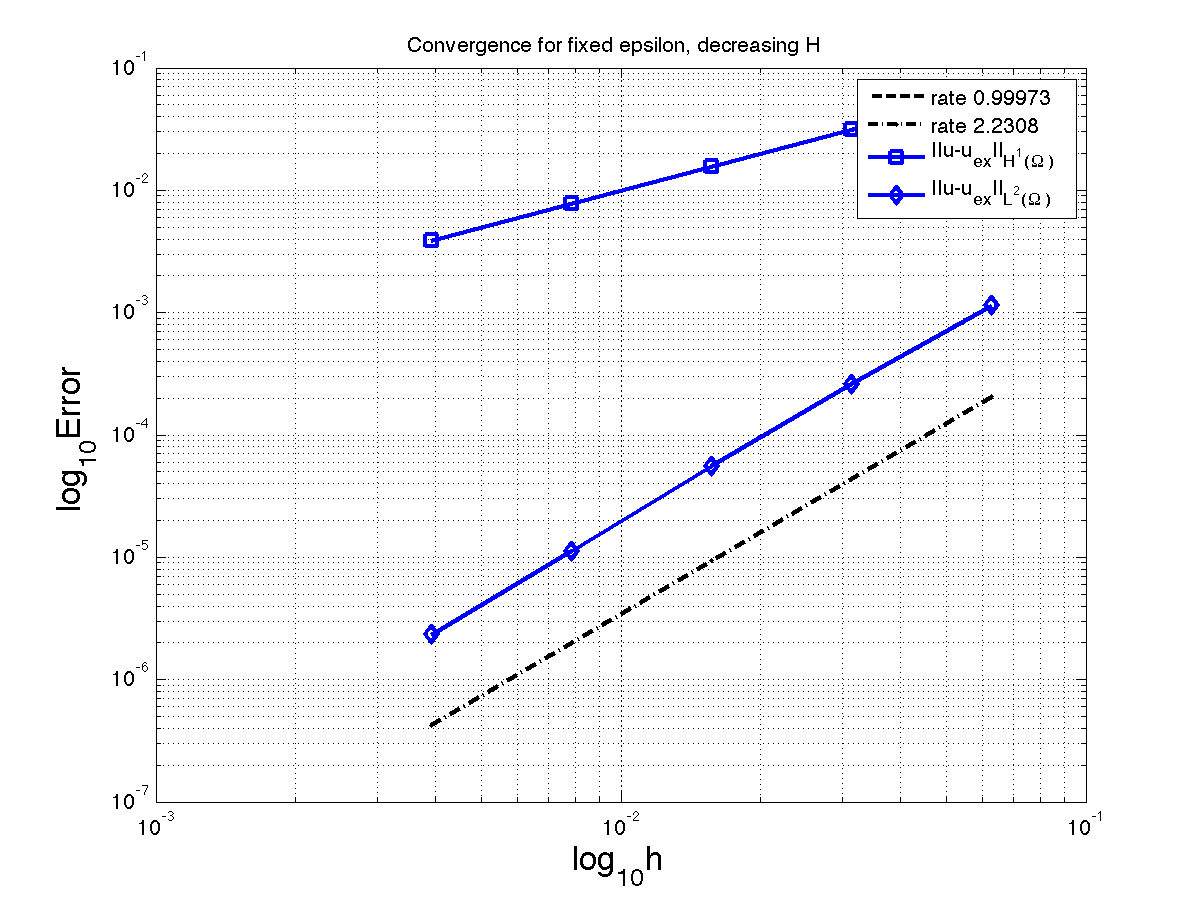 Convergence for fixed epsilon, decreasing H
10^-1
10^-2
10^-3
10^-4
10^-5
10^-6
10^-7
log_10Error
rate 0.99973
rate 2.2308
||u-u_ex||_H^1(Ω)
||u-u_ex||_L^2(Ω)
10^-3
10^-2
10^-1
log_10h